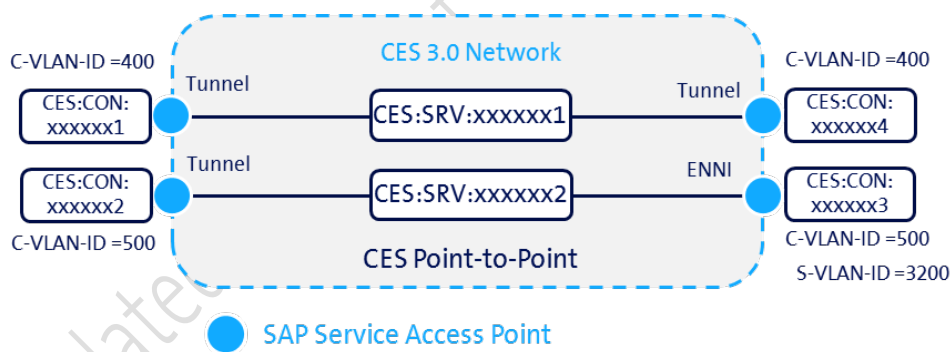 CES 3.0 Network
C-VLAN-ID =400
C-VLAN-ID =400
Tunnel
Tunnel
CES:CON:
xxxxxx1
CES:SRV:xxxxxx1
CES:CON:
xxxxxx4
Tunnel
ENNI
CES:CON:
xxxxxx2
CES:SRV:xxxxxx2
CES:CON:
xxxxxx3
C-VLAN-ID =500
C-VLAN-ID =500
CES Point-to-Point
S-VLAN-ID =3200
SAP Service Access Point